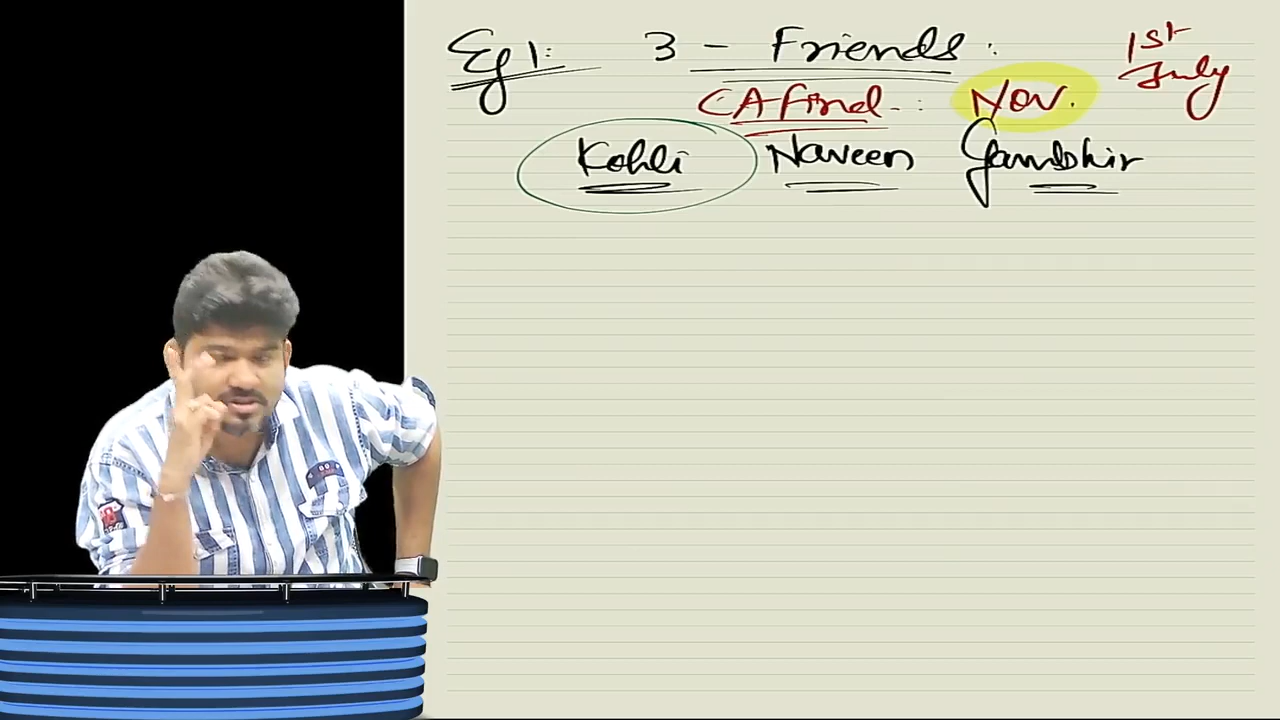 Eg 1: 3 - Friends:
1st July
CA Final: Nov.
Kohli Naveen Gambhir